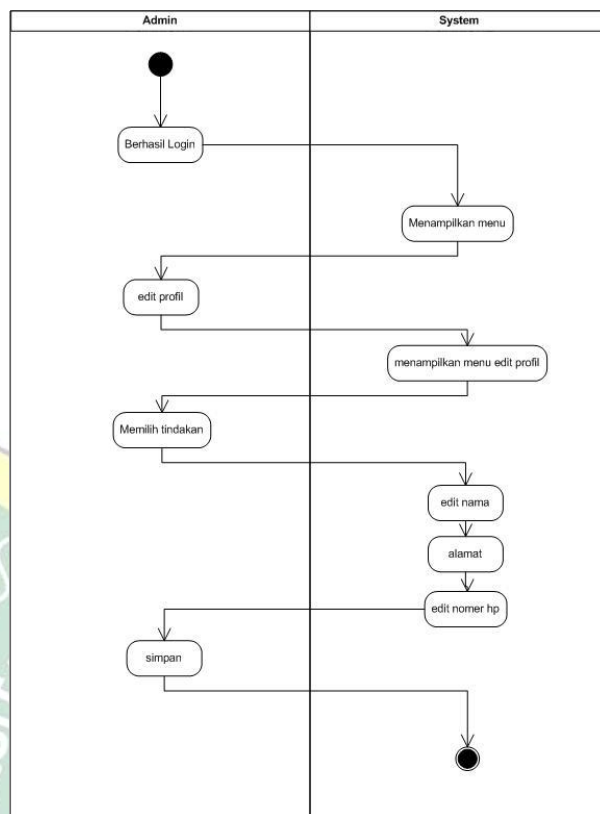 Admin
System
Berhasil Login
Menampilkan menu
edit profil
menampilkan menu edit profil
Memilih tindakan
edit nama
alamat
edit nomer hp
simpan